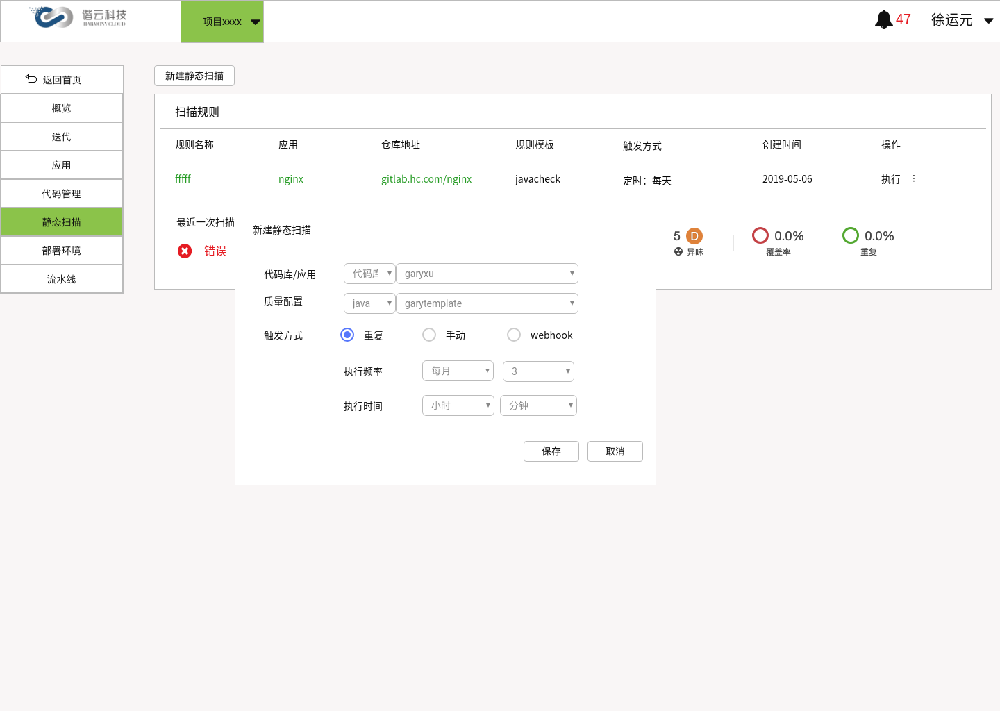 谐云科技
HARMONY CLOUD
项目xxxx
47
徐运元
返回首页
概览
迭代
应用
代码管理
静态扫描
部署环境
流水线
新建静态扫描
扫描规则
规则名称 应用 仓库地址 规则模板 触发方式 创建时间 操作
fffff nginx gitlab.hc.com/nginx javacheck 定时：每天 2019-05-06 执行
最近一次扫描
错误
5 D 0.0% 0.0%
异味 覆盖率 重复
新建静态扫描
代码库/应用 代码库 garyxu
质量配置 java garytemplate
触发方式 重复 手动 webhook
执行频率 每月 3
执行时间 小时 分钟
保存 取消